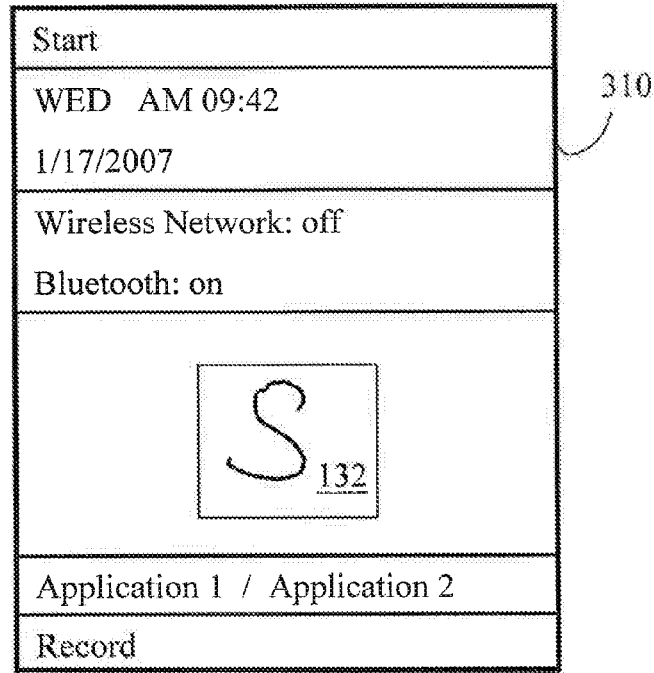 Start
WED AM 09:42
310
1/17/2007
Wireless Network: off
Bluetooth: on
S
132
Application 1 / Application 2
Record